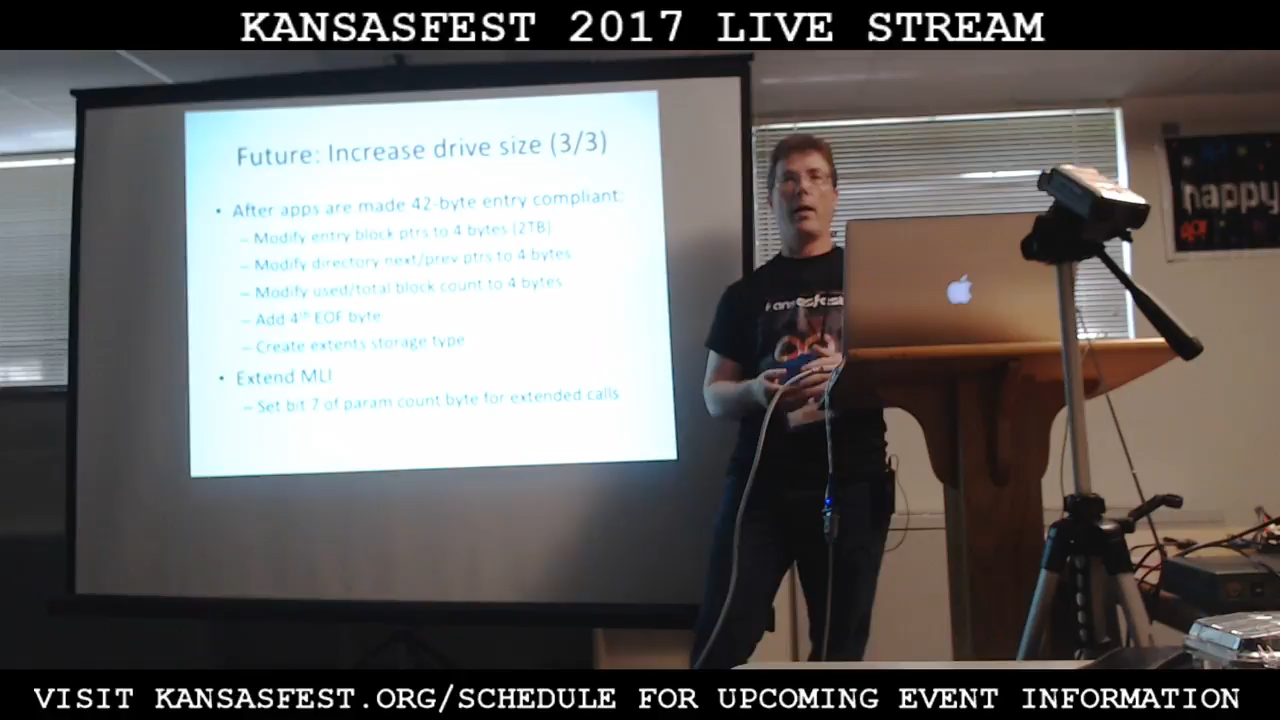 KANSASFEST 2017 LIVE STREAM
Future: Increase drive size (3/3)
• After apps are made 42-byte entry compliant:
– Modify entry block ptrs to 4 bytes (2TB)
– Modify directory next/prev ptrs to 4 bytes
– Modify used/total block count to 4 bytes
– Add 4th EOF byte
– Create extents storage type
• Extend MLI
– Set bit 7 of param count byte for extended calls
happy
VISIT KANSASFEST.ORG/SCHEDULE FOR UPCOMING EVENT INFORMATION